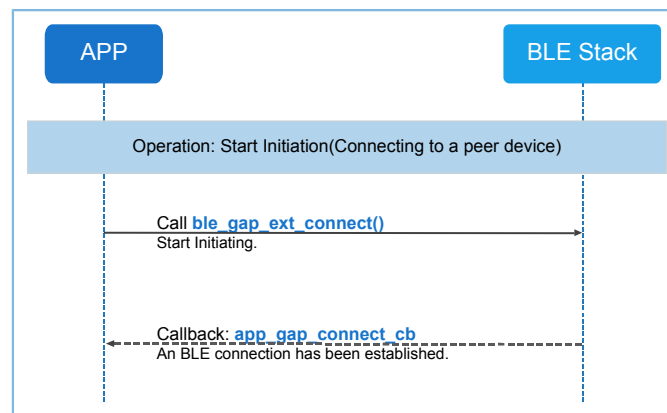 APP
BLE Stack
Operation: Start Initiation(Connecting to a peer device)
Call ble_gap_ext_connect()
Start Initiating.
Callback: app_gap_connect_cb
An BLE connection has been established.